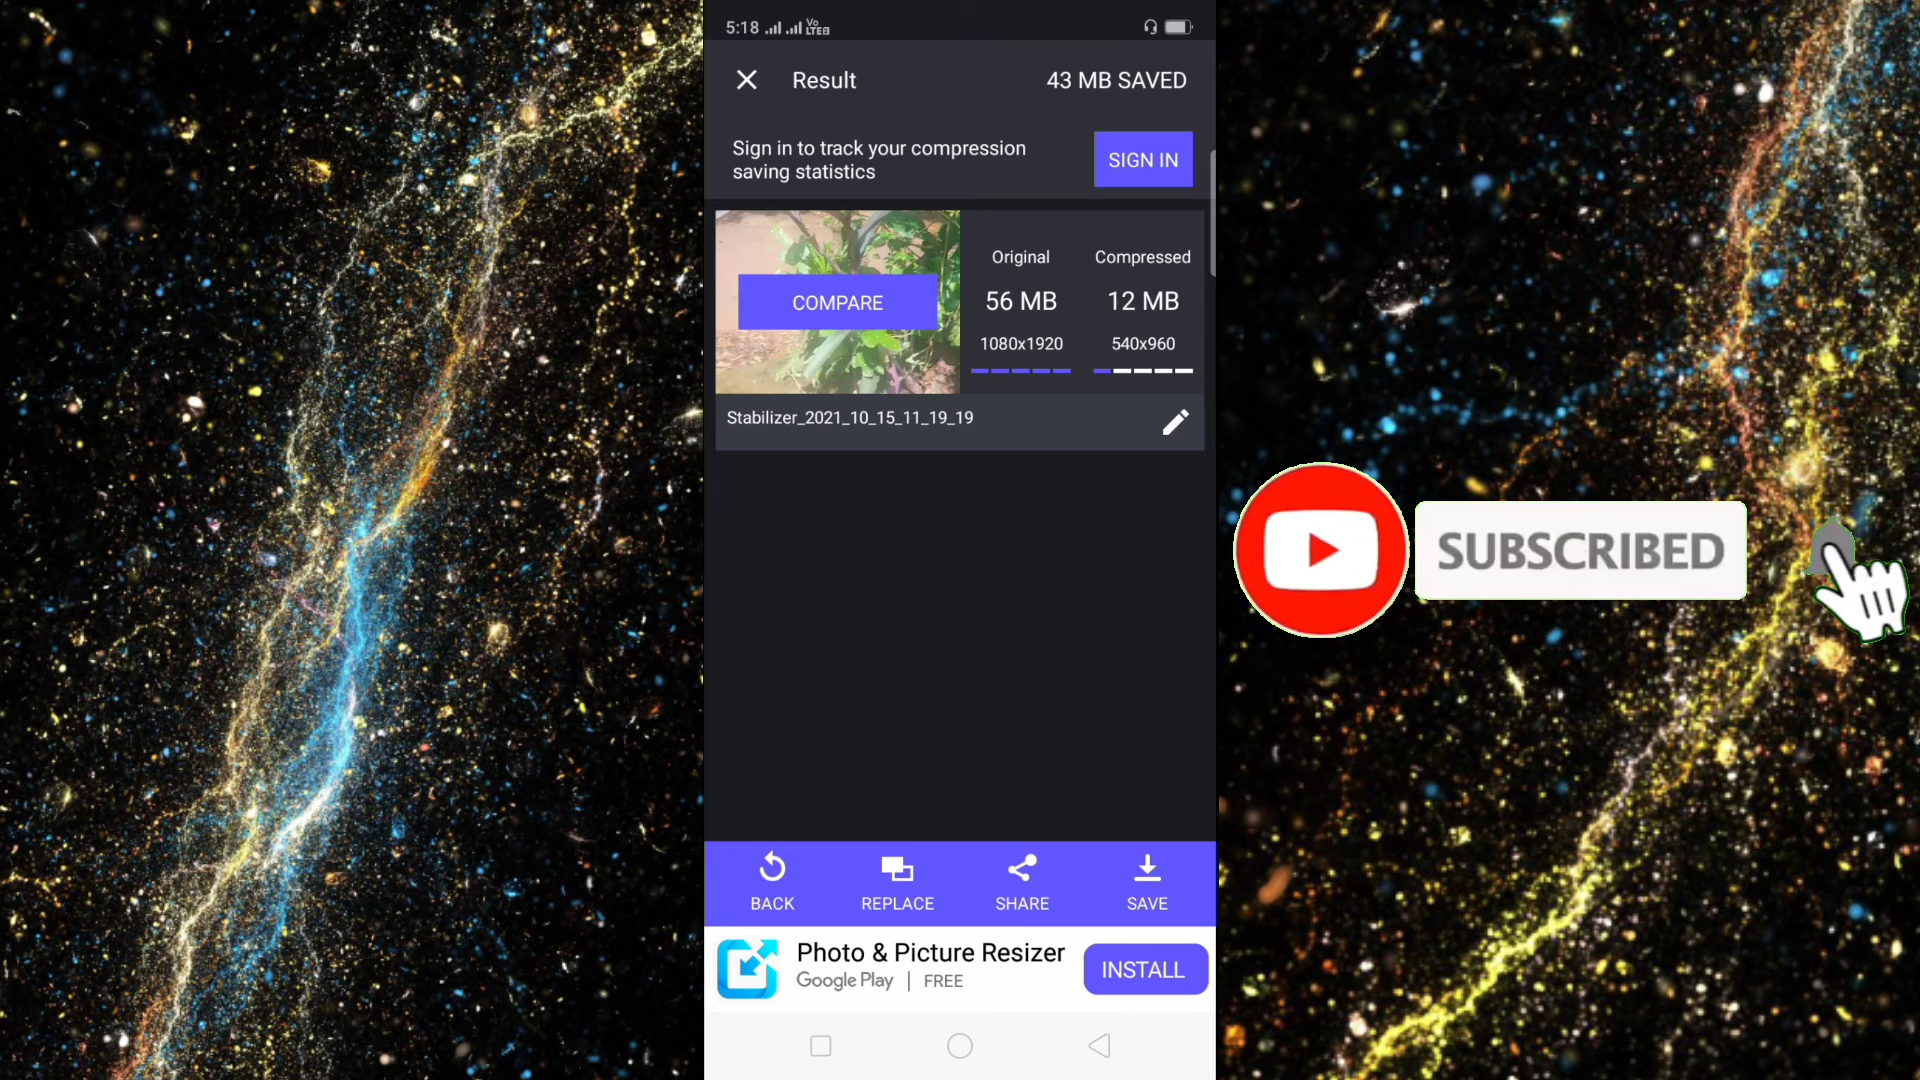 5:18 Vo LTE
Result 43 MB SAVED
Sign in to track your compression
saving statistics
SIGN IN
COMPARE
Original Compressed
56 MB 12 MB
1080x1920 540x960
Stabilizer_2021_10_15_11_19_19
SUBSCRIBED
BACK REPLACE SHARE SAVE
Photo & Picture Resizer
Google Play | FREE
INSTALL